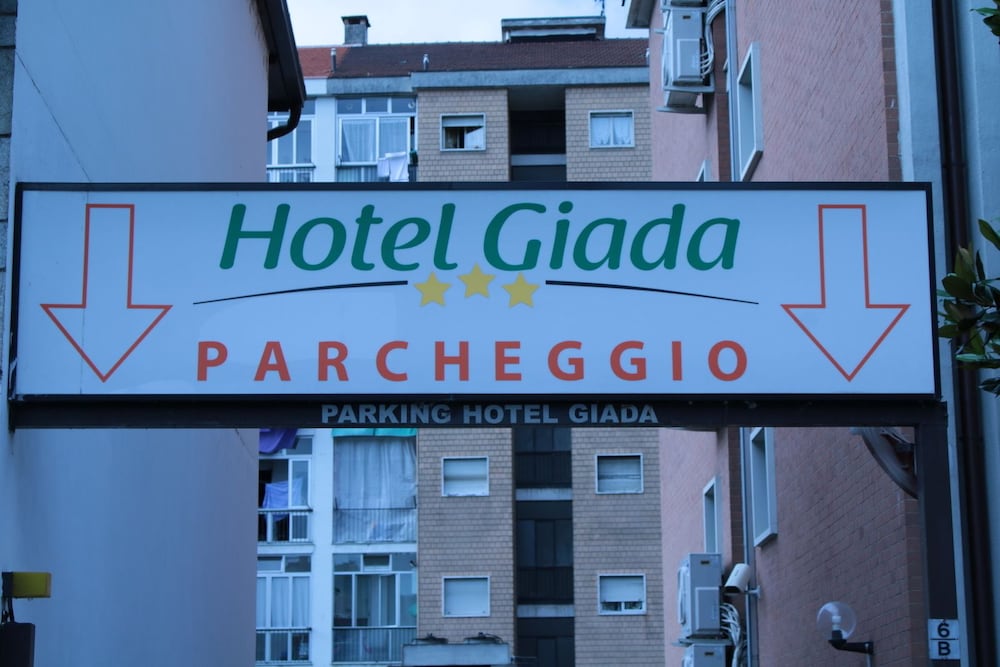 Hotel Giada
PARCHEGGIO
PARKING HOTEL GIADA
6
B